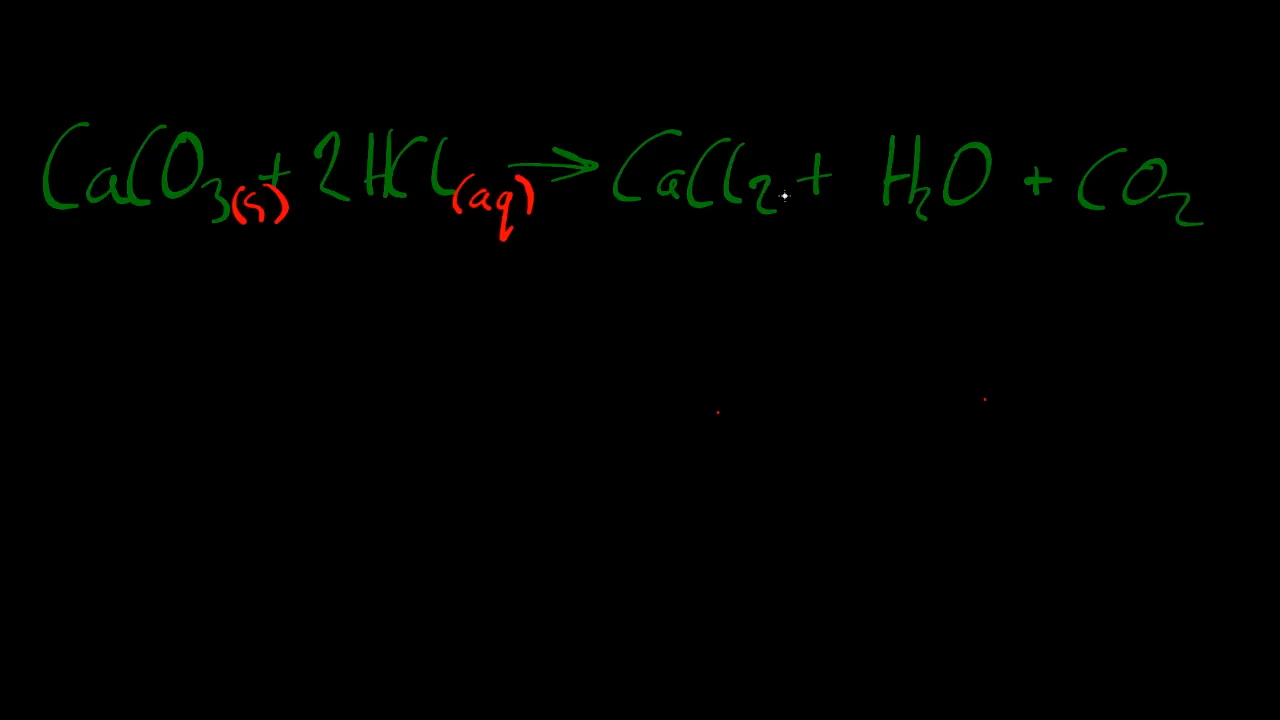 CaCO₃(s) + 2HCl(aq) → CaCl₂ + H₂O + CO₂